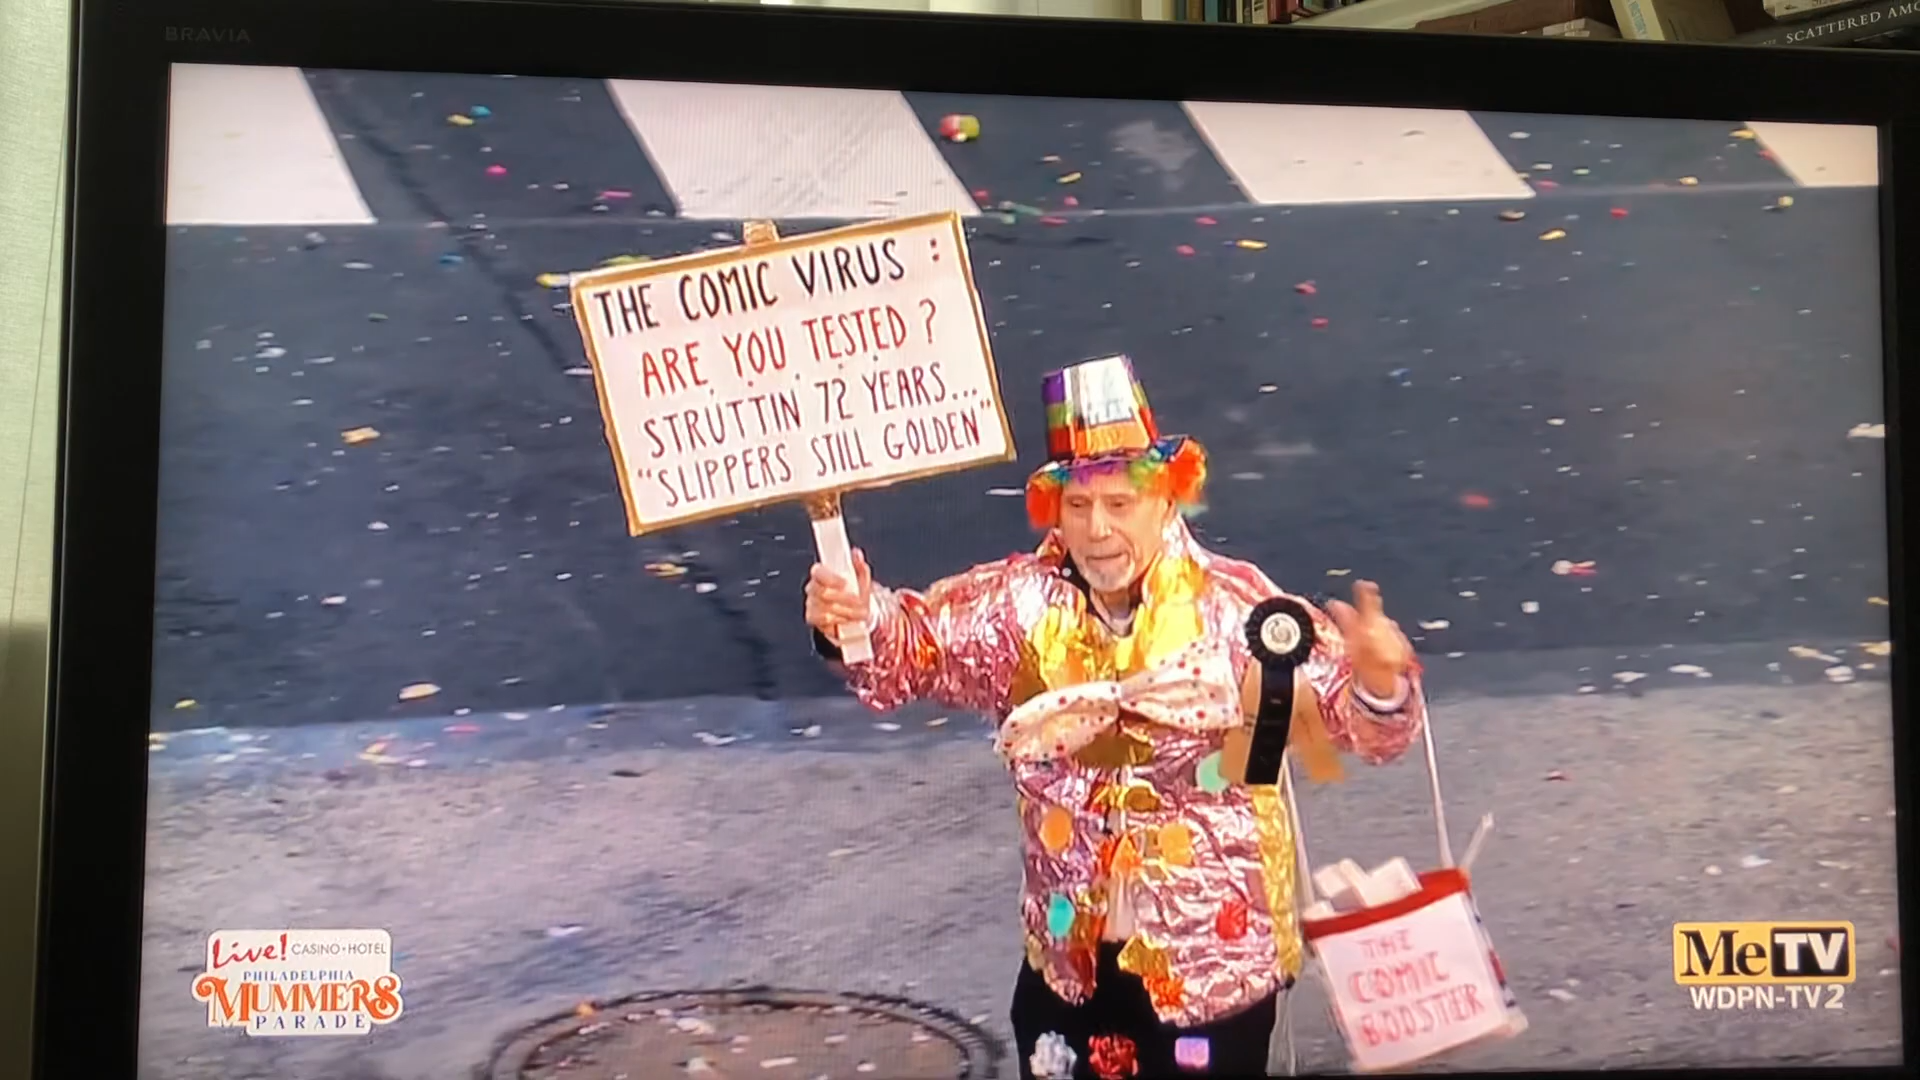 BRAVIA
SCATTERED AMO
THE COMIC VIRUS :
ARE YOU TESTED ?
STRUTTIN 72 YEARS...
"SLIPPERS STILL GOLDEN"
THE
COMIC
BOOSTER
Live! CASINO • HOTEL
PHILADELPHIA
MUMMERS
PARADE
MeTV
WDPN-TV2